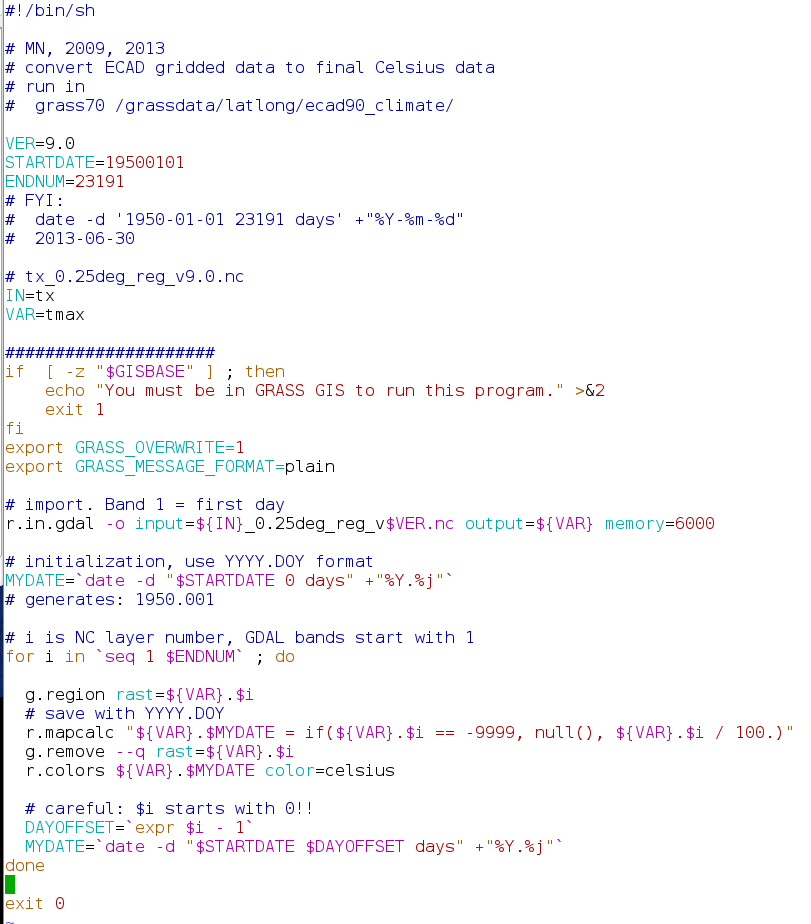 #!/bin/sh

# MN, 2009, 2013
# convert ECAD gridded data to final Celsius data
# run in
#  grass70 /grassdata/latlong/ecad90_climate/

VER=9.0
STARTDATE=19500101
ENDNUM=23191
# FYI:
#  date -d '1950-01-01 23191 days' +"%Y-%m-%d"
#  2013-06-30

# tx_0.25deg_reg_v9.0.nc
IN=tx
VAR=tmax

#####################
if  [ -z "$GISBASE" ] ; then
    echo "You must be in GRASS GIS to run this program." >&2
    exit 1
fi
export GRASS_OVERWRITE=1
export GRASS_MESSAGE_FORMAT=plain

# import. Band 1 = first day
r.in.gdal -o input=${IN}_0.25deg_reg_v$VER.nc output=${VAR} memory=6000

# initialization, use YYYY.DOY format
MYDATE=`date -d "$STARTDATE 0 days" +"%Y.%j"`
# generates: 1950.001

# i is NC layer number, GDAL bands start with 1
for i in `seq 1 $ENDNUM` ; do

  g.region rast=${VAR}.$i
  # save with YYYY.DOY
  r.mapcalc "${VAR}.$MYDATE = if(${VAR}.$i == -9999, null(), ${VAR}.$i / 100.)"
  g.remove --q rast=${VAR}.$i
  r.colors ${VAR}.$MYDATE color=celsius

  # careful: $i starts with 0!!
  DAYOFFSET=`expr $i - 1`
  MYDATE=`date -d "$STARTDATE $DAYOFFSET days" +"%Y.%j"`
done

exit 0
~